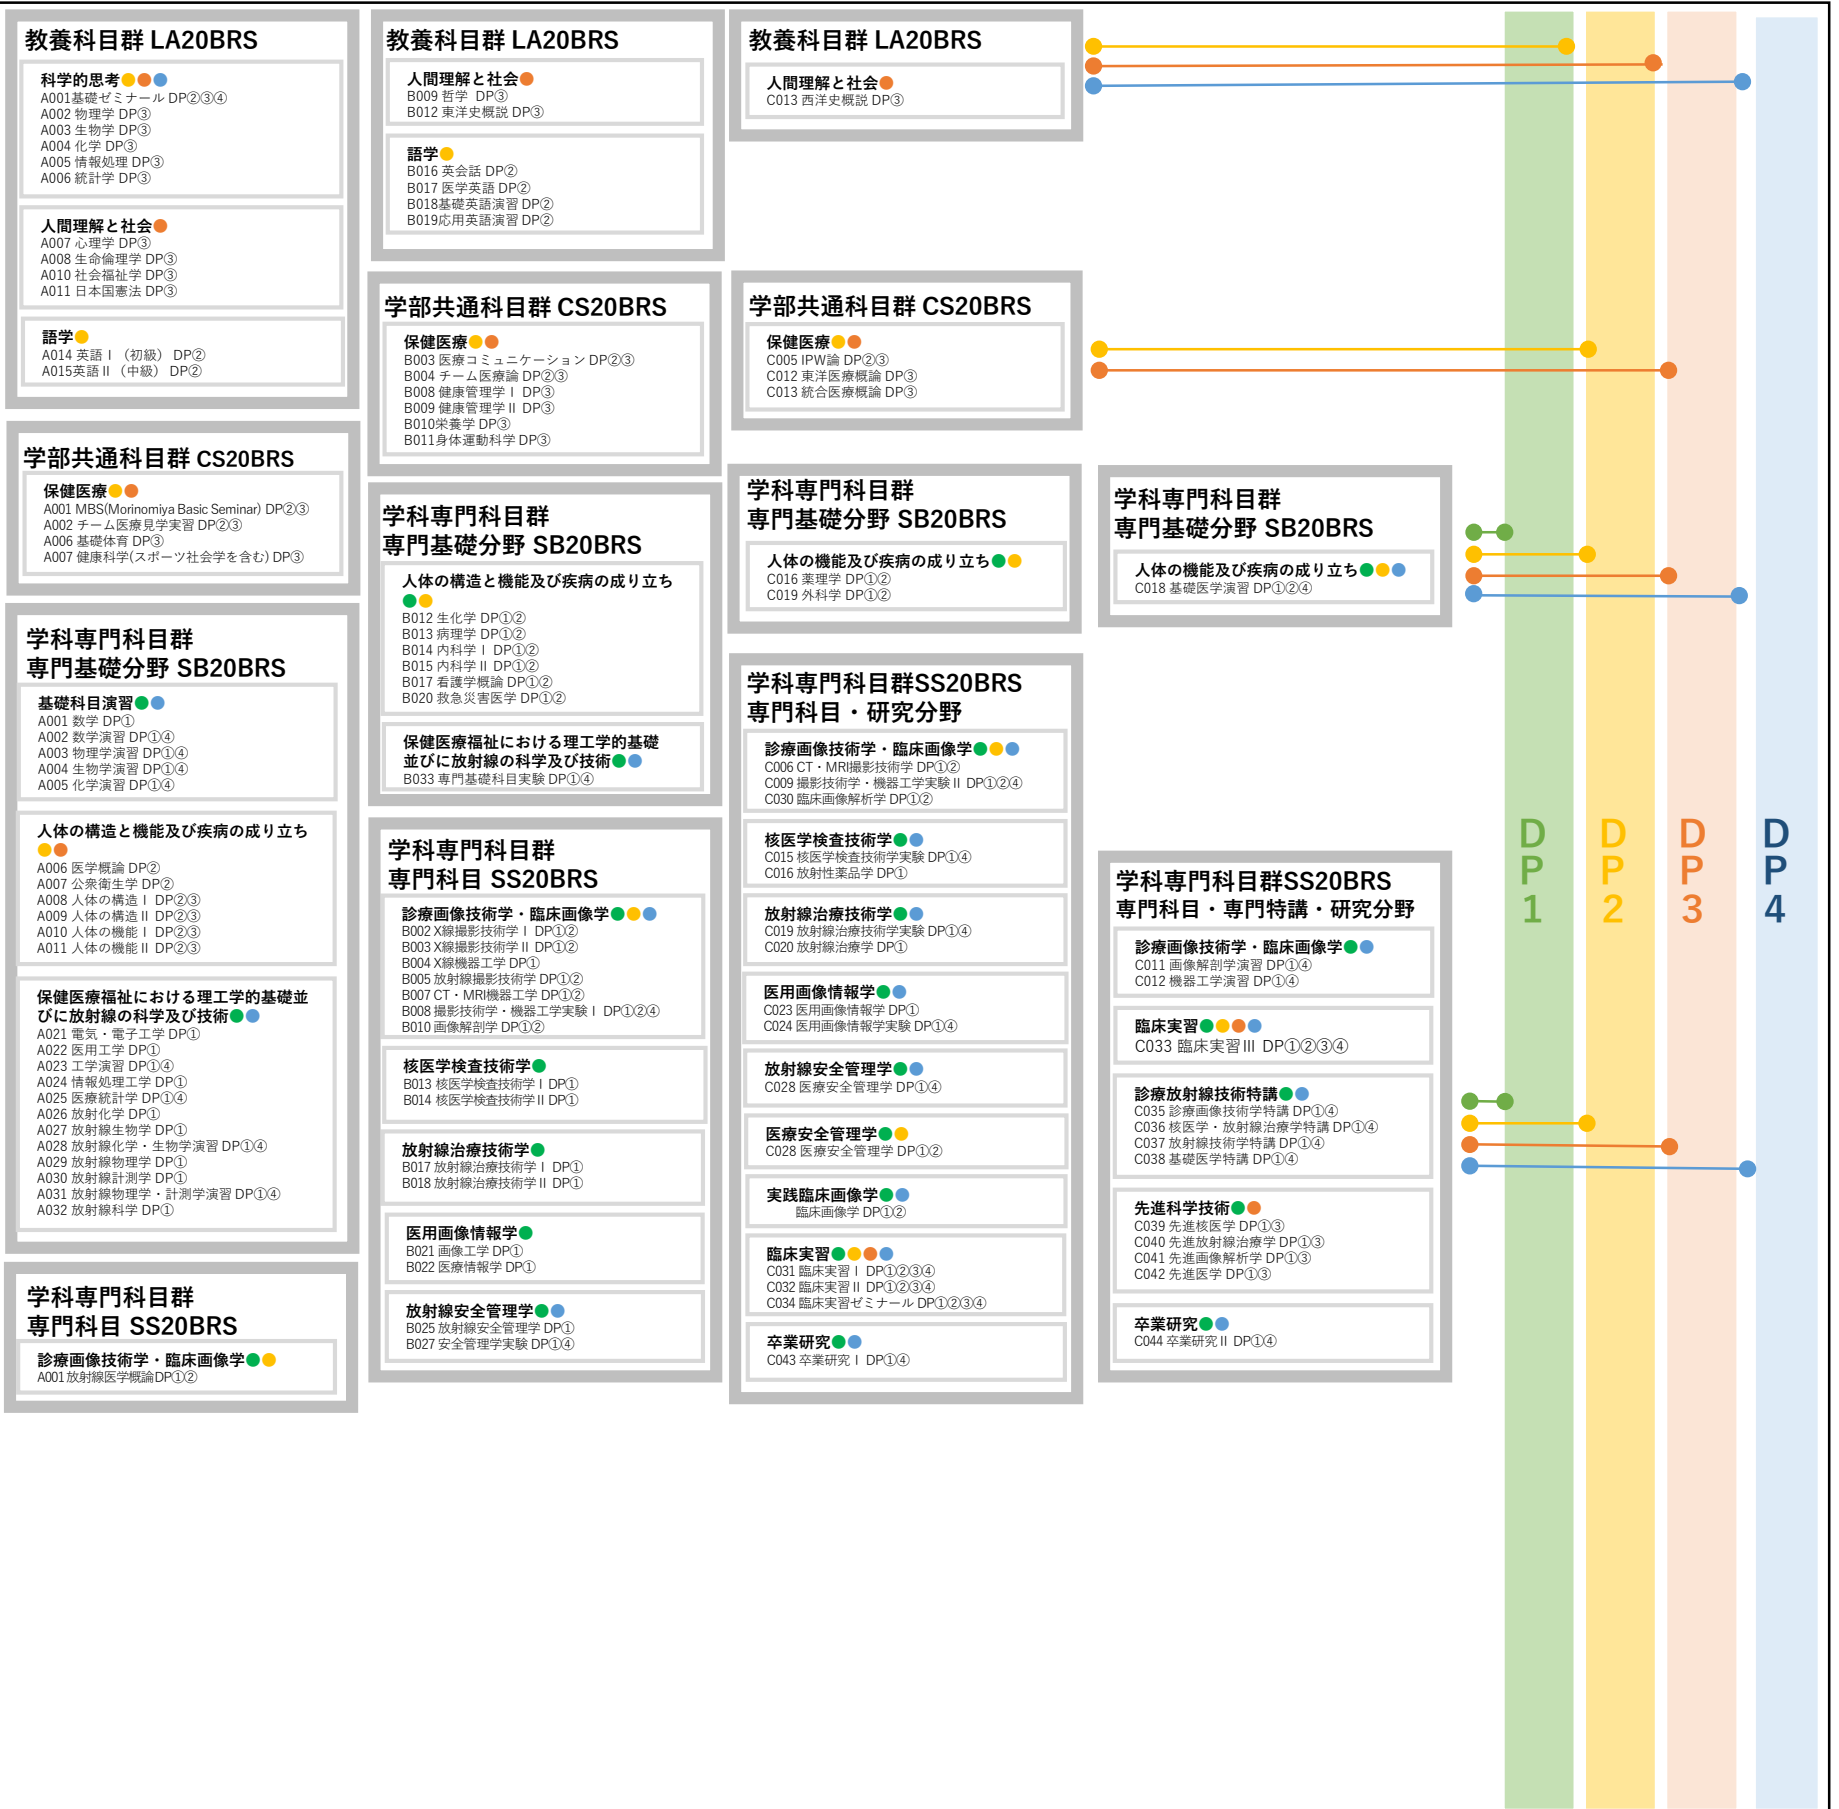 教養科目群 LA20BRS
科学的思考
A001基礎ゼミナール DP②③④
A002 物理学 DP③
A003 生物学 DP③
A004 化学 DP③
A005 情報処理 DP③
A006 統計学 DP③
人間理解と社会
A007 心理学 DP③
A008 生命倫理学 DP③
A010 社会福祉学 DP③
A011 日本国憲法 DP③
語学
A014 英語Ⅰ（初級） DP②
A015英語Ⅱ（中級） DP②
学部共通科目群 CS20BRS
保健医療
A001 MBS(Morinomiya Basic Seminar) DP②③
A002 チーム医療見学実習 DP②③
A006 基礎体育 DP③
A007 健康科学(スポーツ社会学を含む) DP③
学科専門科目群
専門基礎分野 SB20BRS
基礎科目演習
A001 数学 DP①
A002 数学演習 DP①④
A003 物理学演習 DP①④
A004 生物学演習 DP①④
A005 化学演習 DP①④
人体の構造と機能及び疾病の成り立ち
A006 医学概論 DP②
A007 公衆衛生学 DP②
A008 人体の構造Ⅰ DP②③
A009 人体の構造Ⅱ DP②③
A010 人体の機能Ⅰ DP②③
A011 人体の機能Ⅱ DP②③
保健医療福祉における理工学的基礎並
びに放射線の科学及び技術
A021 電気・電子工学 DP①
A022 医用工学 DP①
A023 工学演習 DP①④
A024 情報処理工学 DP①
A025 医療統計学 DP①④
A026 放射化学 DP①
A027 放射線生物学 DP①
A028 放射線化学・生物学演習 DP①④
A029 放射線物理学 DP①
A030 放射線計測学 DP①
A031 放射線物理学・計測学演習 DP①④
A032 放射線科学 DP①
学科専門科目群
専門科目 SS20BRS
診療画像技術学・臨床画像学
A001放射線医学概論DP①②
教養科目群 LA20BRS
人間理解と社会
B009 哲学 DP③
B012 東洋史概説 DP③
語学
B016 英会話 DP②
B017 医学英語 DP②
B018基礎英語演習 DP②
B019応用英語演習 DP②
学部共通科目群 CS20BRS
保健医療
B003 医療コミュニケーション DP②③
B004 チーム医療論 DP②③
B008 健康管理学Ⅰ DP③
B009 健康管理学Ⅱ DP③
B010栄養学 DP③
B011身体運動科学 DP③
学科専門科目群
専門基礎分野 SB20BRS
人体の構造と機能及び疾病の成り立ち
B012 生化学 DP①②
B013 病理学 DP①②
B014 内科学Ⅰ DP①②
B015 内科学Ⅱ DP①②
B017 看護学概論 DP①②
B020 救急災害医学 DP①②
保健医療福祉における理工学的基礎
並びに放射線の科学及び技術
B033 専門基礎科目実験 DP①④
学科専門科目群
専門科目 SS20BRS
診療画像技術学・臨床画像学
B002 X線撮影技術学Ⅰ DP①②
B003 X線撮影技術学Ⅱ DP①②
B004 X線機器工学 DP①
B005 放射線撮影技術学 DP①②
B007 CT・MRI機器工学 DP①②
B008 撮影技術学・機器工学実験Ⅰ DP①②④
B010 画像解剖学 DP①②
核医学検査技術学
B013 核医学検査技術学Ⅰ DP①
B014 核医学検査技術学Ⅱ DP①
放射線治療技術学
B017 放射線治療技術学Ⅰ DP①
B018 放射線治療技術学Ⅱ DP①
医用画像情報学
B021 画像工学 DP①
B022 医療情報学 DP①
放射線安全管理学
B025 放射線安全管理学 DP①
B027 安全管理学実験 DP①④
教養科目群 LA20BRS
人間理解と社会
C013 西洋史概説 DP③
学部共通科目群 CS20BRS
保健医療
C005 IPW論 DP②③
C012 東洋医療概論 DP③
C013 統合医療概論 DP③
学科専門科目群
専門基礎分野 SB20BRS
人体の機能及び疾病の成り立ち
C016 薬理学 DP①②
C019 外科学 DP①②
学科専門科目群SS20BRS
専門科目・研究分野
診療画像技術学・臨床画像学
C006 CT・MRI撮影技術学 DP①②
C009 撮影技術学・機器工学実験Ⅱ DP①②④
C030 臨床画像解析学 DP①②
核医学検査技術学
C015 核医学検査技術学実験 DP①④
C016 放射性薬品学 DP①
放射線治療技術学
C019 放射線治療技術学実験 DP①④
C020 放射線治療学 DP①
医用画像情報学
C023 医用画像情報学 DP①
C024 医用画像情報学実験 DP①④
放射線安全管理学
C028 医療安全管理学 DP①④
医療安全管理学
C028 医療安全管理学 DP①②
実践臨床画像学
臨床画像学 DP①②
臨床実習
C031 臨床実習Ⅰ DP①②③④
C032 臨床実習Ⅱ DP①②③④
C034 臨床実習ゼミナール DP①②③④
卒業研究
C043 卒業研究Ⅰ DP①④
学科専門科目群
専門基礎分野 SB20BRS
人体の機能及び疾病の成り立ち
C018 基礎医学演習 DP①②④
学科専門科目群SS20BRS
専門科目・専門特講・研究分野
診療画像技術学・臨床画像学
C011 画像解剖学演習 DP①④
C012 機器工学演習 DP①④
臨床実習
C033 臨床実習Ⅲ DP①②③④
診療放射線技術特講
C035 診療画像技術学特講 DP①④
C036 核医学・放射線治療学特講 DP①④
C037 放射線技術学特講 DP①④
C038 基礎医学特講 DP①④
先進科学技術
C039 先進核医学 DP①③
C040 先進放射線治療学 DP①③
C041 先進画像解析学 DP①③
C042 先進医学 DP①③
卒業研究
C044 卒業研究Ⅱ DP①④
DP1
DP2
DP3
DP4